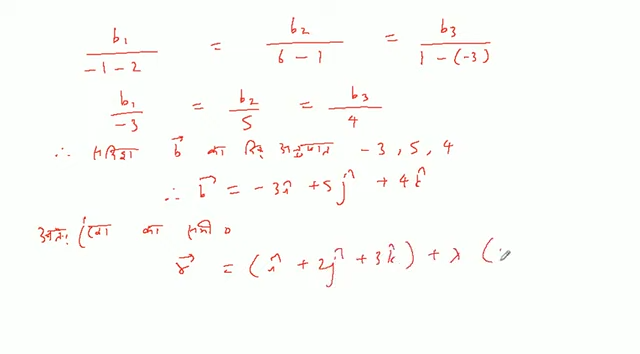 b₁/(−1−2) = b₂/(6−1) = b₃/(1−(−3))
b₁/−3 = b₂/5 = b₃/4
∴ सदिश b⃗ का दिक् अनुपात −3, 5, 4
∴ b⃗ = −3î + 5ĵ + 4k̂
अतः रेखा का समी०
r⃗ = (î + 2ĵ + 3k̂) + λ (